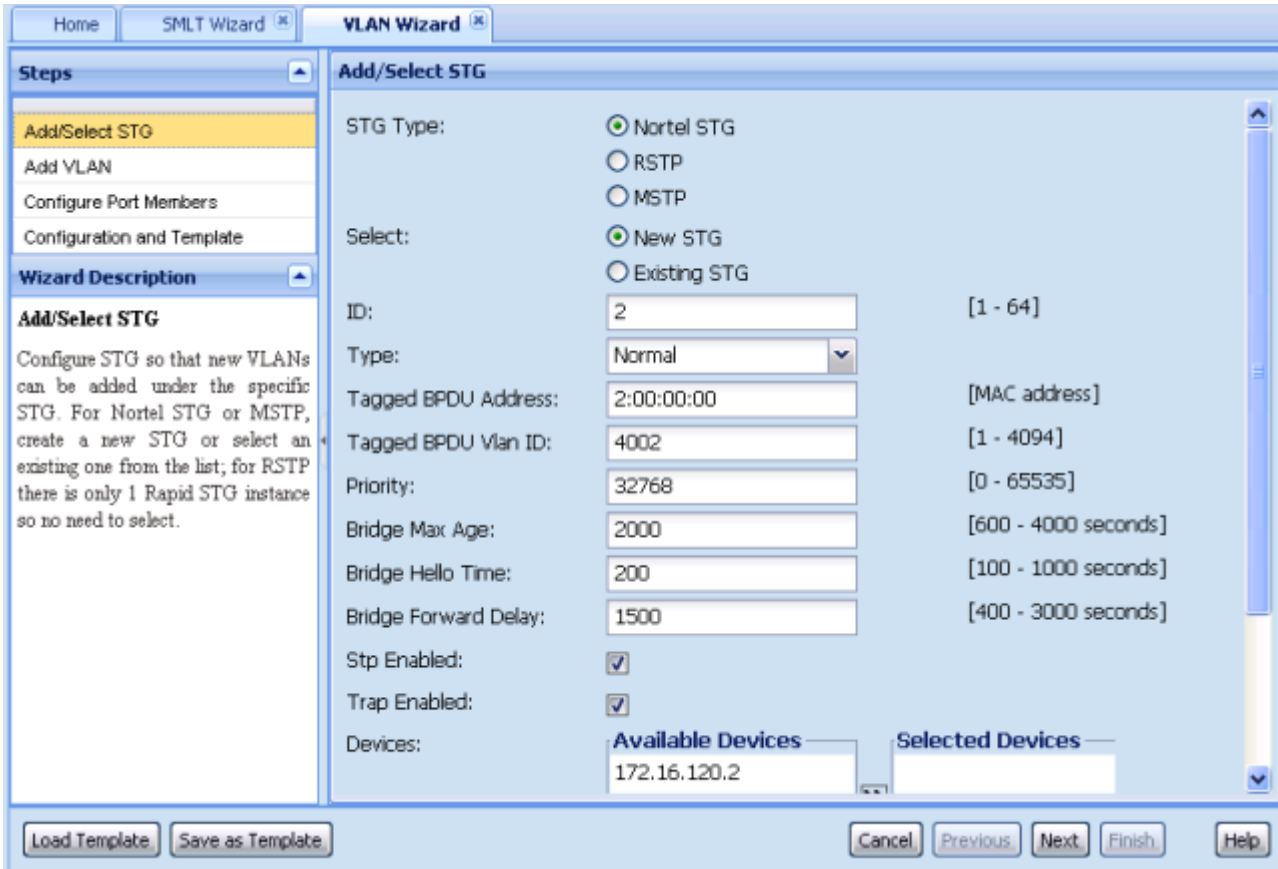 Home SMLT Wizard VLAN Wizard
Steps
Add/Select STG
Add VLAN
Configure Port Members
Configuration and Template
Wizard Description
Add/Select STG
Configure STG so that new VLANs
can be added under the specific
STG. For Nortel STG or MSTP,
create a new STG or select an
existing one from the list; for RSTP
there is only 1 Rapid STG instance
so no need to select.
Add/Select STG
STG Type: Nortel STG
RSTP
MSTP
Select: New STG
Existing STG
ID: 2 [1 - 64]
Type: Normal
Tagged BPDU Address: 2:00:00:00 [MAC address]
Tagged BPDU Vlan ID: 4002 [1 - 4094]
Priority: 32768 [0 - 65535]
Bridge Max Age: 2000 [600 - 4000 seconds]
Bridge Hello Time: 200 [100 - 1000 seconds]
Bridge Forward Delay: 1500 [400 - 3000 seconds]
Stp Enabled:
Trap Enabled:
Devices: Available Devices Selected Devices
172.16.120.2
Load Template Save as Template Cancel Previous Next Finish Help